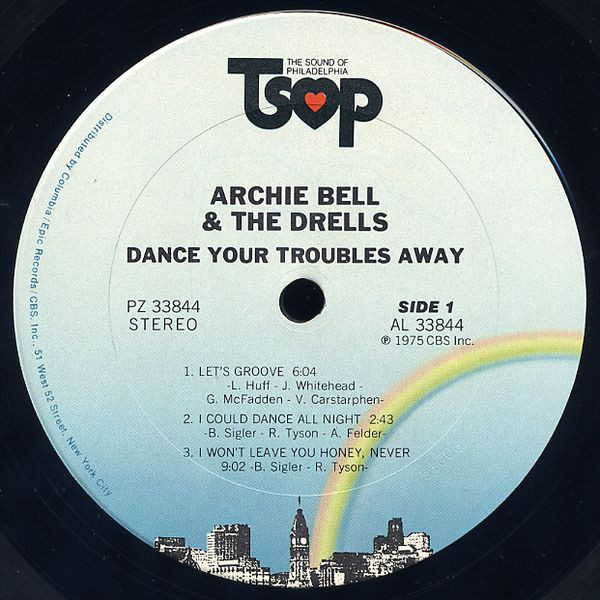 THE SOUND OF
PHILADELPHIA
TSOP
ARCHIE BELL
& THE DRELLS
DANCE YOUR TROUBLES AWAY
PZ 33844
STEREO
SIDE 1
AL 33844
℗ 1975 CBS Inc.
1. LET'S GROOVE 6:04
-L. Huff - J. Whitehead -
G. McFadden - V. Carstarphen-
2. I COULD DANCE ALL NIGHT 2:43
-B. Sigler - R. Tyson - A. Felder-
3. I WON'T LEAVE YOU HONEY, NEVER
9:02 -B. Sigler - R. Tyson-
Distributed by Columbia/Epic Records/CBS, Inc., 51 West 52 Street, New York City